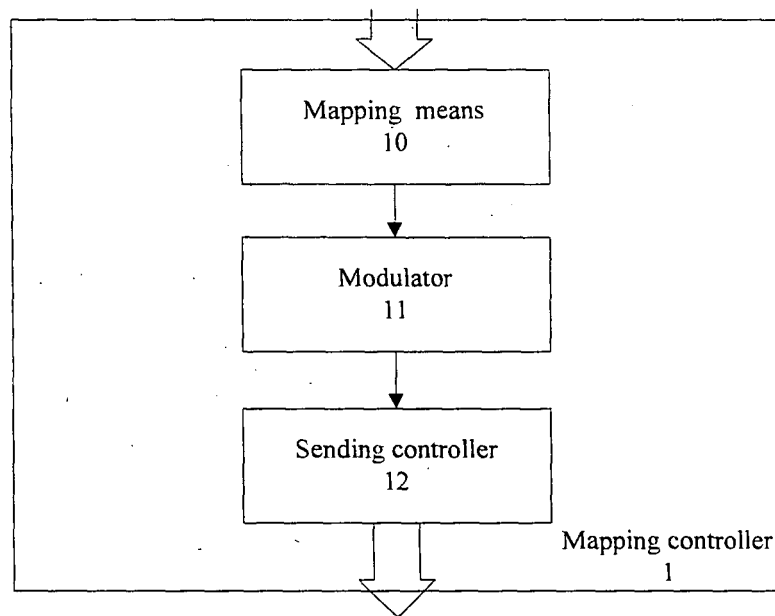 Mapping means
10
Modulator
11
Sending controller
12
Mapping controller
1